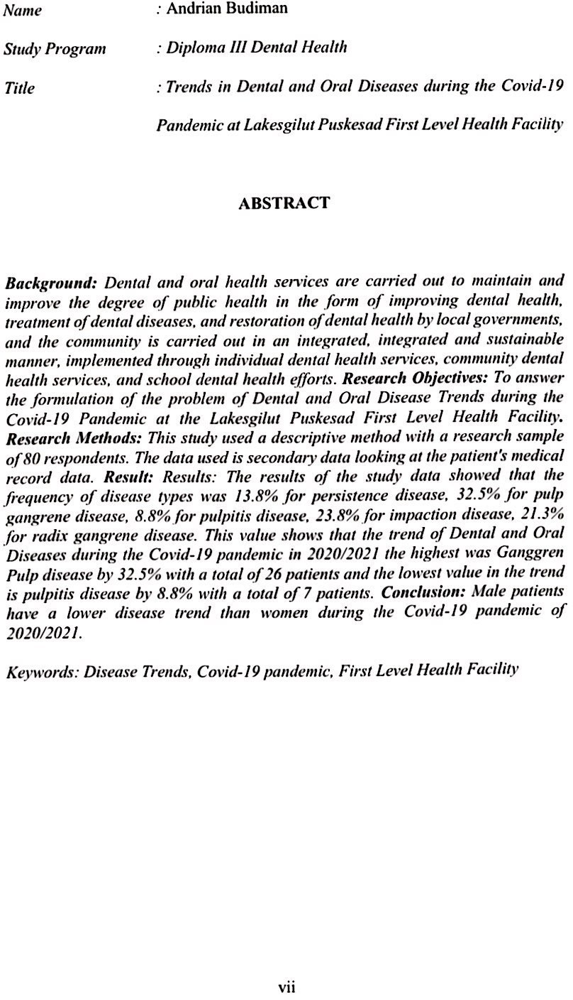 Name : Andrian Budiman
Study Program : Diploma III Dental Health
Title : Trends in Dental and Oral Diseases during the Covid-19
Pandemic at Lakesgilut Puskesad First Level Health Facility
ABSTRACT
Background: Dental and oral health services are carried out to maintain and
improve the degree of public health in the form of improving dental health,
treatment of dental diseases, and restoration of dental health by local governments,
and the community is carried out in an integrated, integrated and sustainable
manner, implemented through individual dental health services, community dental
health services, and school dental health efforts. Research Objectives: To answer
the formulation of the problem of Dental and Oral Disease Trends during the
Covid-19 Pandemic at the Lakesgilut Puskesad First Level Health Facility.
Research Methods: This study used a descriptive method with a research sample
of 80 respondents. The data used is secondary data looking at the patient's medical
record data. Result: Results: The results of the study data showed that the
frequency of disease types was 13.8% for persistence disease, 32.5% for pulp
gangrene disease, 8.8% for pulpitis disease, 23.8% for impaction disease, 21.3%
for radix gangrene disease. This value shows that the trend of Dental and Oral
Diseases during the Covid-19 pandemic in 2020/2021 the highest was Ganggren
Pulp disease by 32.5% with a total of 26 patients and the lowest value in the trend
is pulpitis disease by 8.8% with a total of 7 patients. Conclusion: Male patients
have a lower disease trend than women during the Covid-19 pandemic of
2020/2021.
Keywords: Disease Trends, Covid-19 pandemic, First Level Health Facility
vii